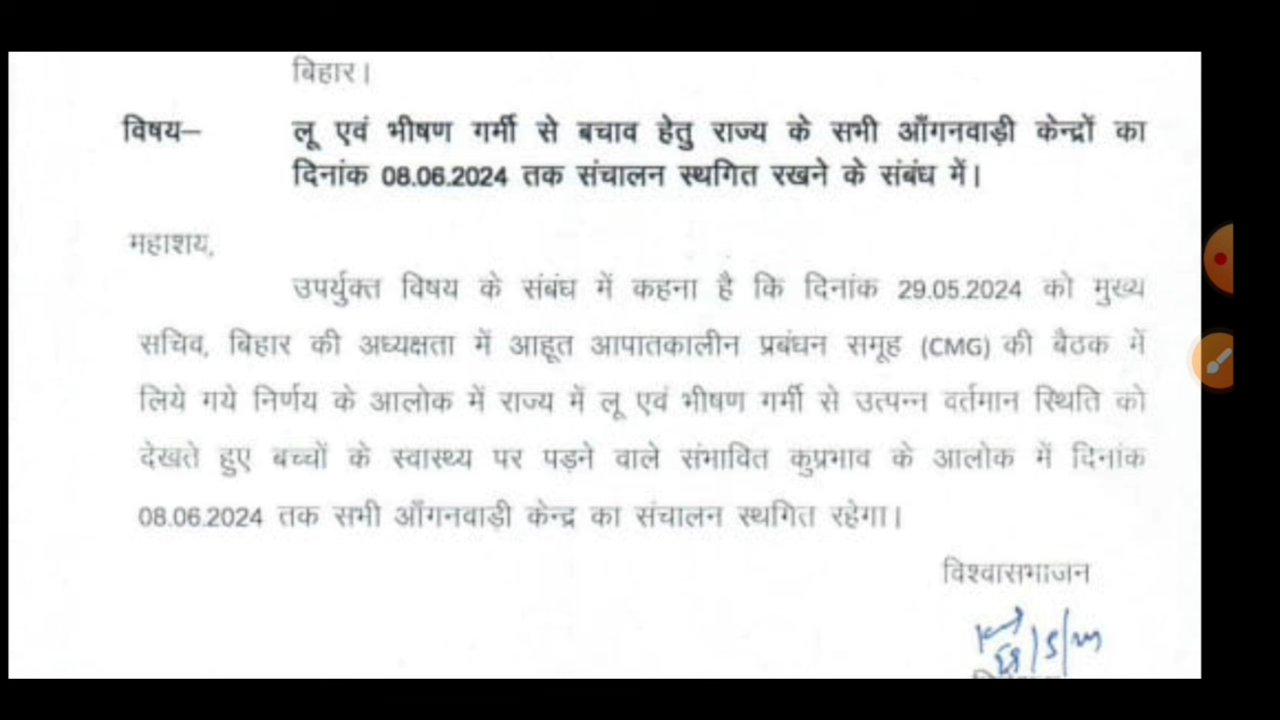 बिहार।
विषय– लू एवं भीषण गर्मी से बचाव हेतु राज्य के सभी आँगनवाड़ी केन्द्रों का
दिनांक 08.06.2024 तक संचालन स्थगित रखने के संबंध में।
महाशय,
उपर्युक्त विषय के संबंध में कहना है कि दिनांक 29.05.2024 को मुख्य
सचिव, बिहार की अध्यक्षता में आहूत आपातकालीन प्रबंधन समूह (CMG) की बैठक में
लिये गये निर्णय के आलोक में राज्य में लू एवं भीषण गर्मी से उत्पन्न वर्तमान स्थिति को
देखते हुए बच्चों के स्वास्थ्य पर पड़ने वाले संभावित कुप्रभाव के आलोक में दिनांक
08.06.2024 तक सभी आँगनवाड़ी केन्द्र का संचालन स्थगित रहेगा।
विश्वासभाजन